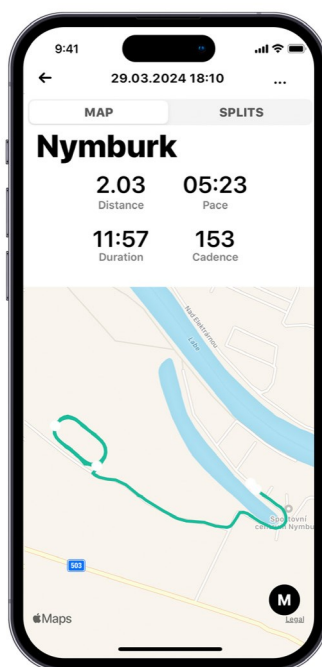 9:41
29.03.2024 18:10
...
MAP
SPLITS
Nymburk
2.03
05:23
Distance
Pace
11:57
153
Duration
Cadence
Nad Elektrárnou
Labe
Sportovní
centrum Nymbu
503
M
Maps
Legal